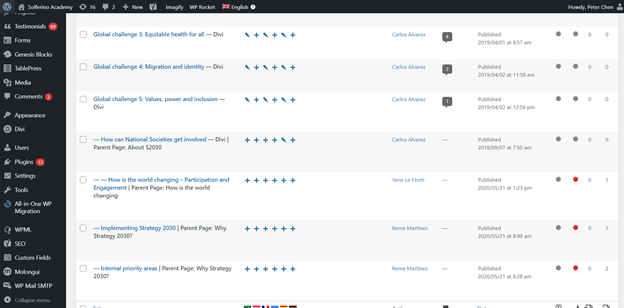 Solferino Academy
16
2
New
Imagify
WP Rocket
English
Howdy, Peter Chen
Projects
Testimonials 89
Forms
Genesis Blocks
TablePress
Media
Comments 2
Appearance
Divi
Users
Plugins 13
Settings
Tools
All-in-One WP
Migration
WPML
SEO
Custom Fields
Molongui
WP Mail SMTP
Collapse menu
2019/04/01 at 9:57 am
Global challenge 3: Equitable health for all — Divi
Carlos Alvarez
4
Published
0
0
Global challenge 4: Migration and identity — Divi
Carlos Alvarez
2
Published
2019/04/02 at 11:58 am
0
0
Global challenge 5: Values, power and inclusion —
Divi
Carlos Alvarez
1
Published
2019/04/02 at 12:56 pm
0
0
— How can National Societies get involved — Divi |
Parent Page: About S2030
Carlos Alvarez
—
Published
2018/09/07 at 7:50 am
0
0
— — How is the world changing – Participation and
Engagement | Parent Page: How is the world
changing
Yann Le Floch
—
Published
2020/05/21 at 1:23 pm
0
1
— Implementing Strategy 2030 | Parent Page: Why
Strategy 2030?
Reme Martinez
—
Published
2020/05/21 at 8:49 am
0
1
— Internal priority areas | Parent Page: Why Strategy
2030?
Reme Martinez
—
Published
2020/05/21 at 8:28 am
0
2